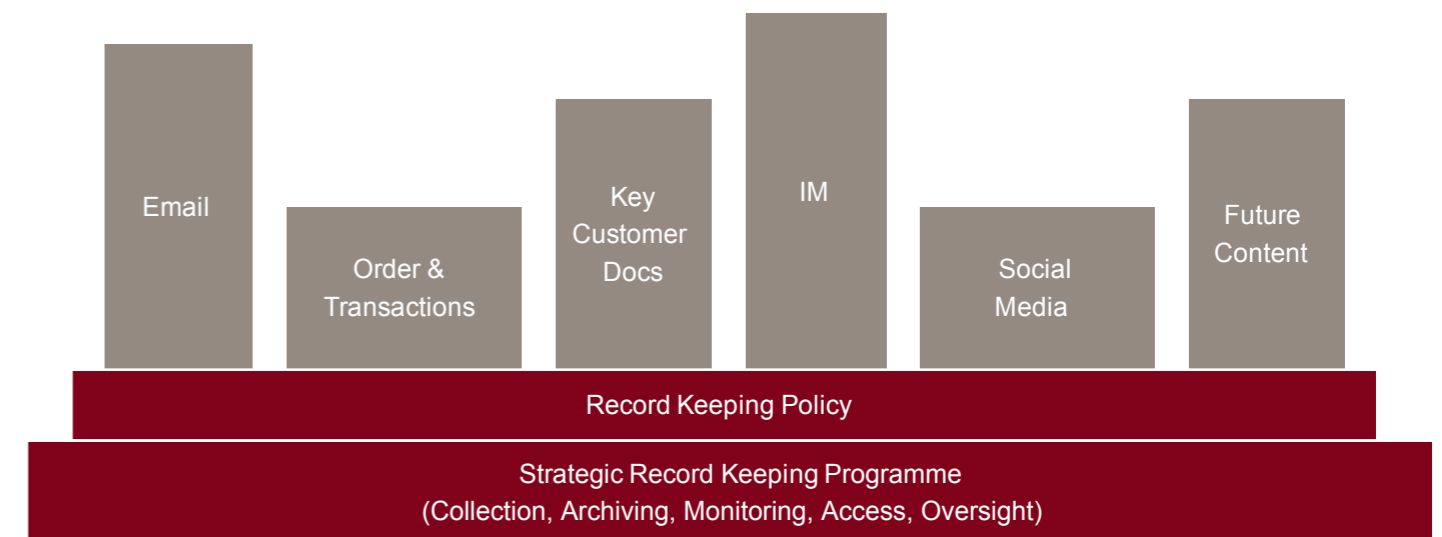 Email
Order &
Transactions
Key
Customer
Docs
IM
Social
Media
Future
Content
Record Keeping Policy
Strategic Record Keeping Programme
(Collection, Archiving, Monitoring, Access, Oversight)